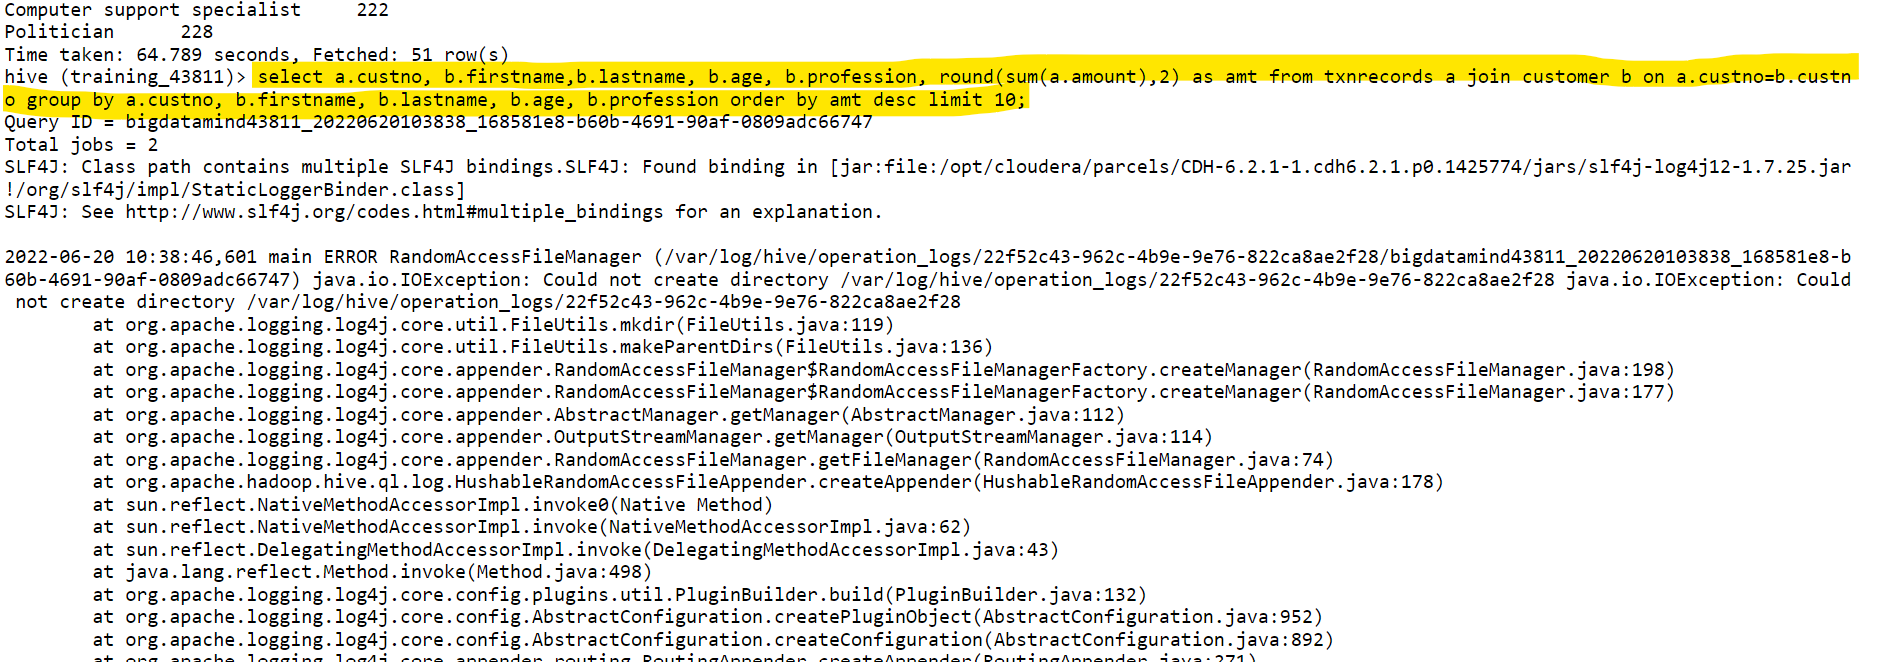 Computer support specialist     222
Politician      228
Time taken: 64.789 seconds, Fetched: 51 row(s)
hive (training_43811)> select a.custno, b.firstname,b.lastname, b.age, b.profession, round(sum(a.amount),2) as amt from txnrecords a join customer b on a.custno=b.custn
o group by a.custno, b.firstname, b.lastname, b.age, b.profession order by amt desc limit 10;
Query ID = bigdatamind43811_20220620103838_168581e8-b60b-4691-90af-0809adc66747
Total jobs = 2
SLF4J: Class path contains multiple SLF4J bindings.SLF4J: Found binding in [jar:file:/opt/cloudera/parcels/CDH-6.2.1-1.cdh6.2.1.p0.1425774/jars/slf4j-log4j12-1.7.25.jar
!/org/slf4j/impl/StaticLoggerBinder.class]
SLF4J: See http://www.slf4j.org/codes.html#multiple_bindings for an explanation.
2022-06-20 10:38:46,601 main ERROR RandomAccessFileManager (/var/log/hive/operation_logs/22f52c43-962c-4b9e-9e76-822ca8ae2f28/bigdatamind43811_20220620103838_168581e8-b
60b-4691-90af-0809adc66747) java.io.IOException: Could not create directory /var/log/hive/operation_logs/22f52c43-962c-4b9e-9e76-822ca8ae2f28 java.io.IOException: Could
 not create directory /var/log/hive/operation_logs/22f52c43-962c-4b9e-9e76-822ca8ae2f28
        at org.apache.logging.log4j.core.util.FileUtils.mkdir(FileUtils.java:119)
        at org.apache.logging.log4j.core.util.FileUtils.makeParentDirs(FileUtils.java:136)
        at org.apache.logging.log4j.core.appender.RandomAccessFileManager$RandomAccessFileManagerFactory.createManager(RandomAccessFileManager.java:198)
        at org.apache.logging.log4j.core.appender.RandomAccessFileManager$RandomAccessFileManagerFactory.createManager(RandomAccessFileManager.java:177)
        at org.apache.logging.log4j.core.appender.AbstractManager.getManager(AbstractManager.java:112)
        at org.apache.logging.log4j.core.appender.OutputStreamManager.getManager(OutputStreamManager.java:114)
        at org.apache.logging.log4j.core.appender.RandomAccessFileManager.getFileManager(RandomAccessFileManager.java:74)
        at org.apache.hadoop.hive.ql.log.HushableRandomAccessFileAppender.createAppender(HushableRandomAccessFileAppender.java:178)
        at sun.reflect.NativeMethodAccessorImpl.invoke0(Native Method)
        at sun.reflect.NativeMethodAccessorImpl.invoke(NativeMethodAccessorImpl.java:62)
        at sun.reflect.DelegatingMethodAccessorImpl.invoke(DelegatingMethodAccessorImpl.java:43)
        at java.lang.reflect.Method.invoke(Method.java:498)
        at org.apache.logging.log4j.core.config.plugins.util.PluginBuilder.build(PluginBuilder.java:132)
        at org.apache.logging.log4j.core.config.AbstractConfiguration.createPluginObject(AbstractConfiguration.java:952)
        at org.apache.logging.log4j.core.config.AbstractConfiguration.createConfiguration(AbstractConfiguration.java:892)
        at org.apache.logging.log4j.core.appender.routing.RoutingAppender.createAppender(RoutingAppender.java:271)